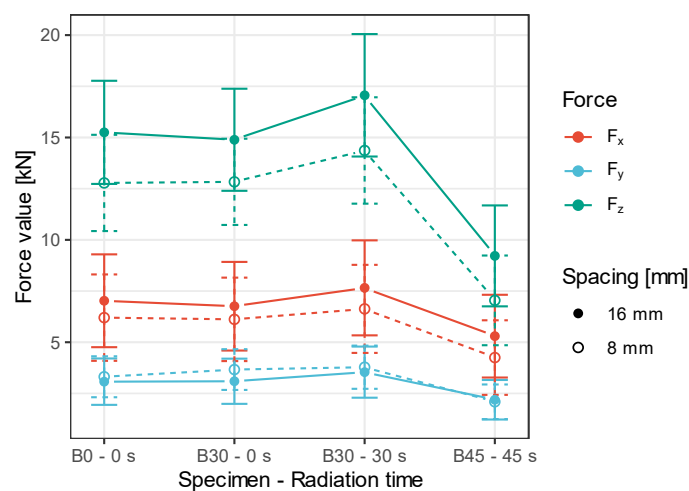 Force value [kN]
20
15
10
5
B0 - 0 s
B30 - 0 s
B30 - 30 s
B45 - 45 s
Specimen - Radiation time
Force
Fx
Fy
Fz
Spacing [mm]
16 mm
8 mm